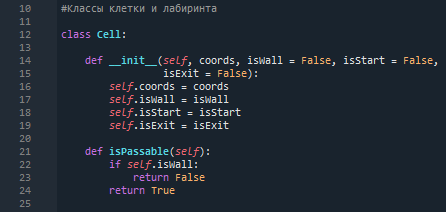 10 #Классы клетки и лабиринта
11
12 class Cell:
13
14     def __init__(self, coords, isWall = False, isStart = False,
15                  isExit = False):
16         self.coords = coords
17         self.isWall = isWall
18         self.isStart = isStart
19         self.isExit = isExit
20
21     def isPassable(self):
22         if self.isWall:
23             return False
24         return True
25